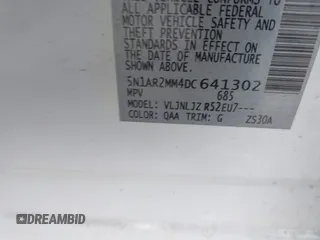 ALL APPLICABLE FEDERAL
MOTOR VEHICLE SAFETY AND
THEFT PREVENTION
STANDARDS IN EFFECT ON
THE DATE OF
MANUFACTURE SHOWN
ABOVE.
5N1AR2MM4DC641302
MPV 685
MODEL: VLJNLJZ R52EU7---
COLOR: QAA TRIM: G ZS30A
DREAMBID